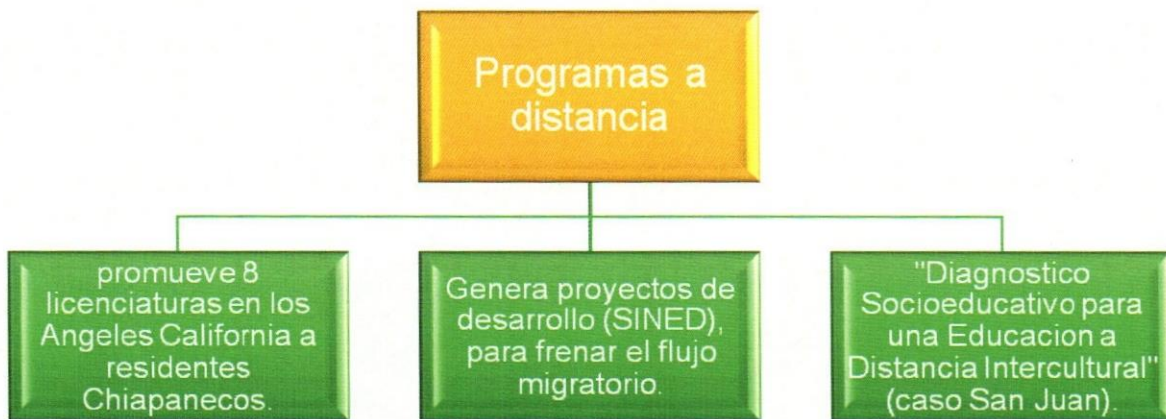 Programas a
distancia
promueve 8
licenciaturas en los
Angeles California a
residentes
Chiapanecos.
Genera proyectos de
desarrollo (SINED),
para frenar el flujo
migratorio.
"Diagnostico
Socioeducativo para
una Educacion a
Distancia Intercultural"
(caso San Juan).